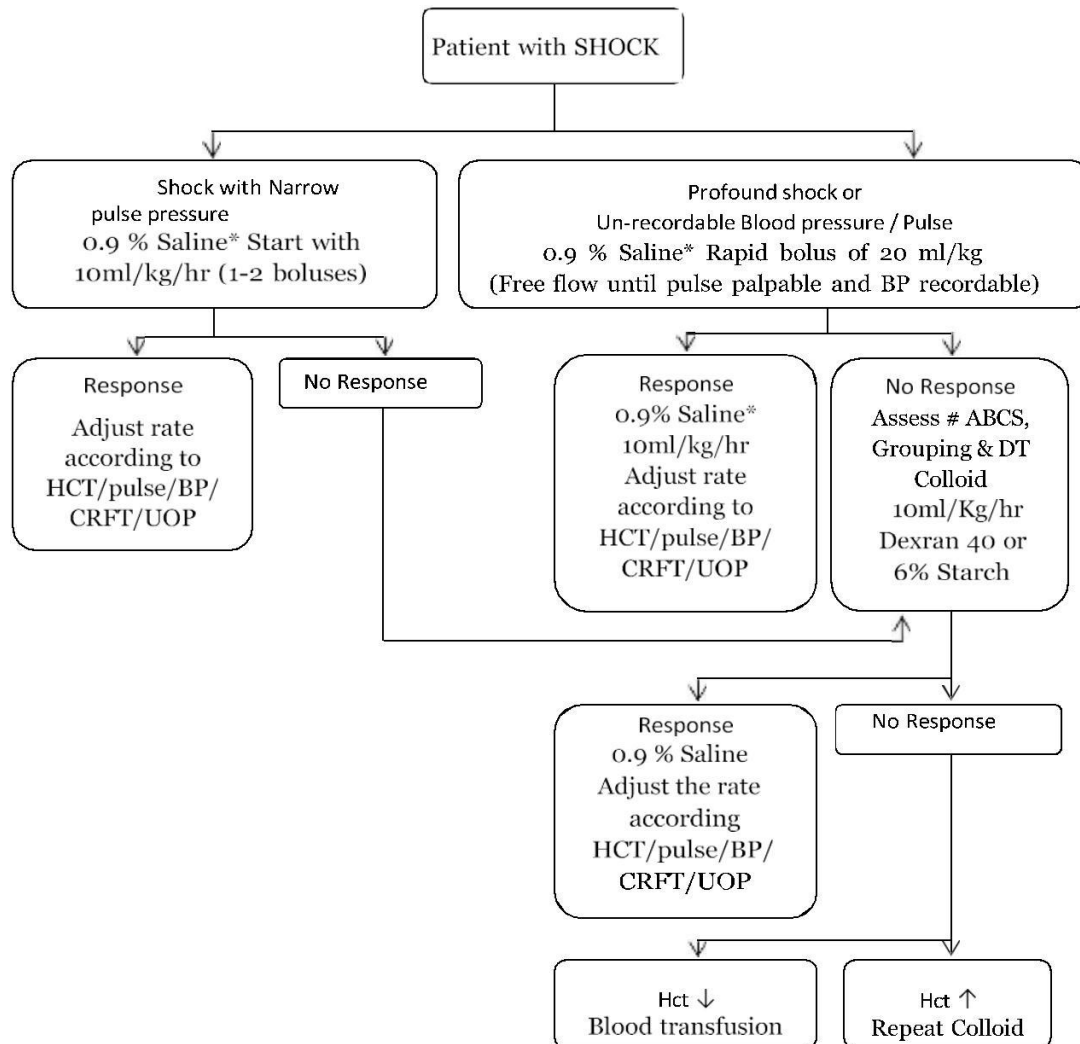 Patient with SHOCK
Shock with Narrow
pulse pressure
0.9 % Saline* Start with
10ml/kg/hr (1-2 boluses)
Profound shock or
Un-recordable Blood pressure / Pulse
0.9 % Saline* Rapid bolus of 20 ml/kg
(Free flow until pulse palpable and BP recordable)
Response
Adjust rate
according to
HCT/pulse/BP/
CRFT/UOP
No Response
Response
0.9% Saline*
10ml/kg/hr
Adjust rate
according to
HCT/pulse/BP/
CRFT/UOP
No Response
Assess # ABCS,
Grouping & DT
Colloid
10ml/Kg/hr
Dexran 40 or
6% Starch
Response
0.9 % Saline
Adjust the rate
according
HCT/pulse/BP/
CRFT/UOP
No Response
Hct ↓
Blood transfusion
Hct ↑
Repeat Colloid